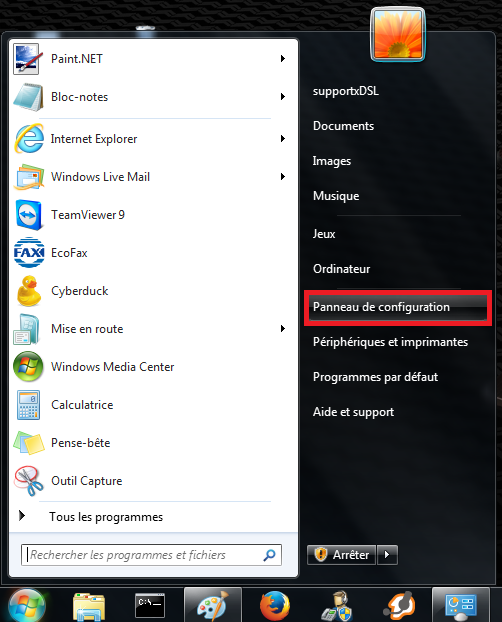 Paint.NET
Bloc-notes
Internet Explorer
Windows Live Mail
TeamViewer 9
FAX
EcoFax
Cyberduck
Mise en route
Windows Media Center
Calculatrice
Pense-bête
Outil Capture
Tous les programmes
Rechercher les programmes et fichiers
supportxDSL
Documents
Images
Musique
Jeux
Ordinateur
Panneau de configuration
Périphériques et imprimantes
Programmes par défaut
Aide et support
Arrêter
C:\.